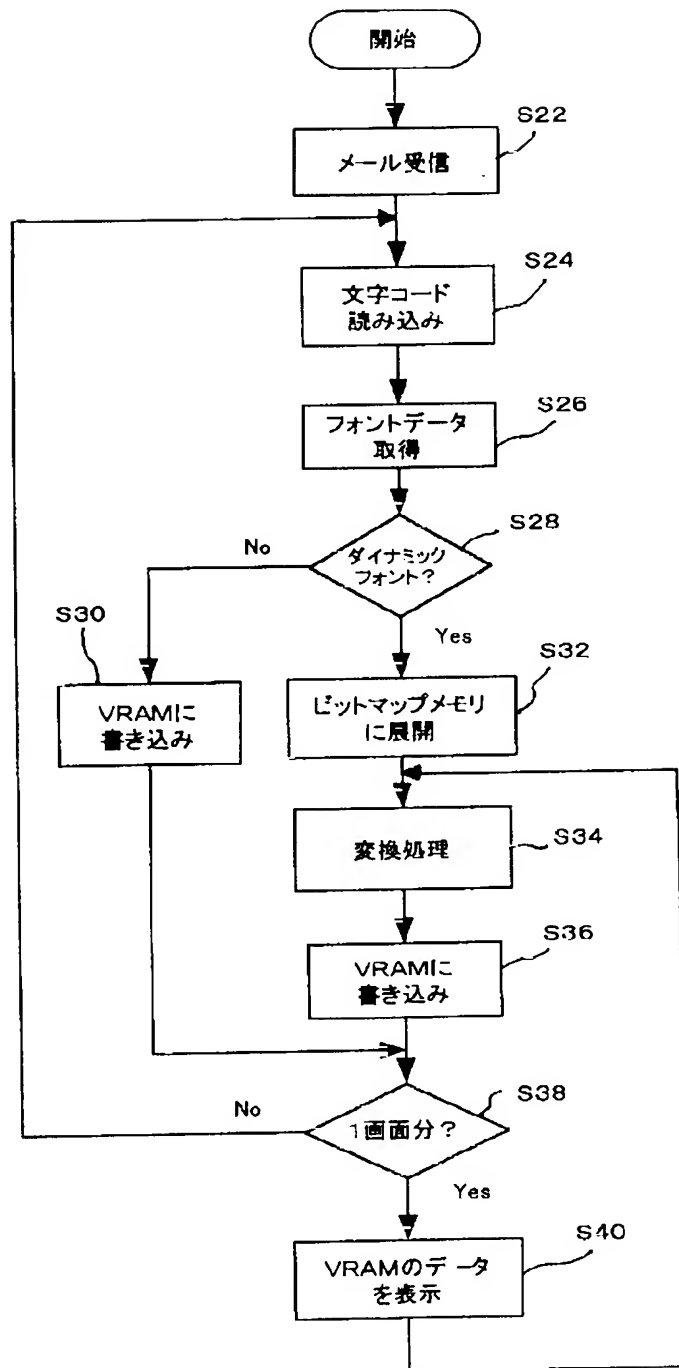 開始
S22
メール受信
S24
文字コード
読み込み
S26
フォントデータ
取得
S28
ダイナミック
フォント?
No
Yes
S30
VRAMに
書き込み
S32
ビットマップメモリ
に展開
S34
変換処理
S36
VRAMに
書き込み
S38
1画面分?
No
Yes
S40
VRAMのデータ
を表示